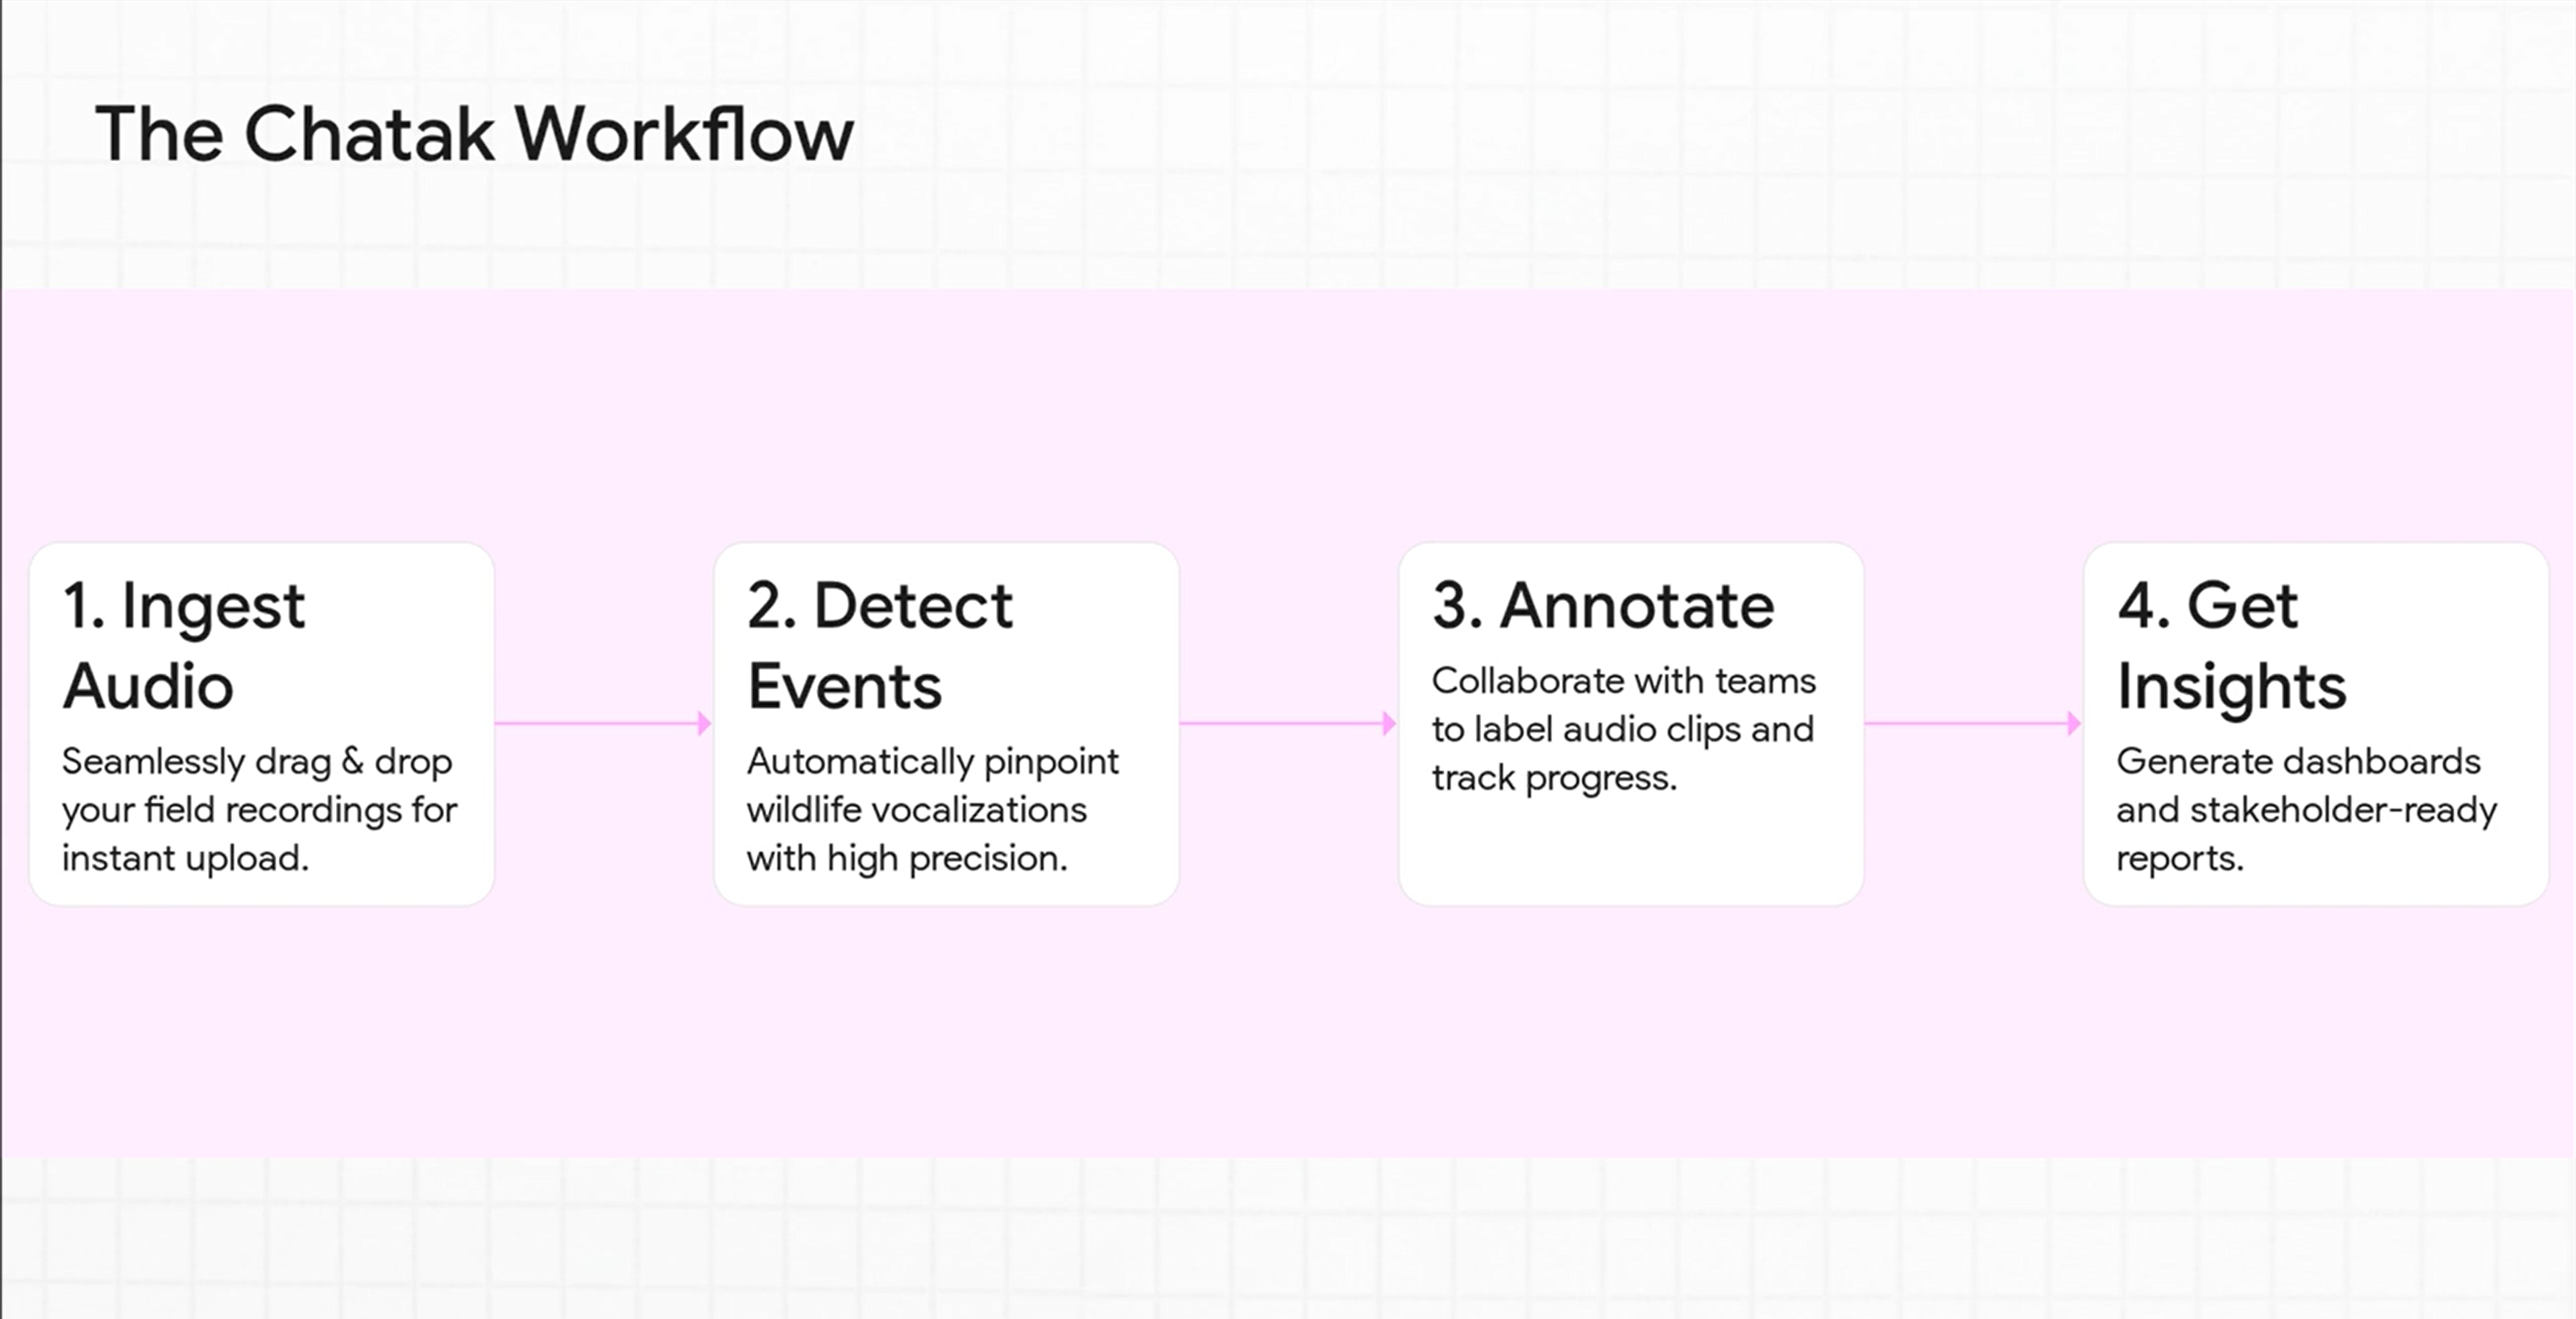 The Chatak Workflow
1. Ingest
Audio
Seamlessly drag & drop
your field recordings for
instant upload.
2. Detect
Events
Automatically pinpoint
wildlife vocalizations
with high precision.
3. Annotate
Collaborate with teams
to label audio clips and
track progress.
4. Get
Insights
Generate dashboards
and stakeholder-ready
reports.